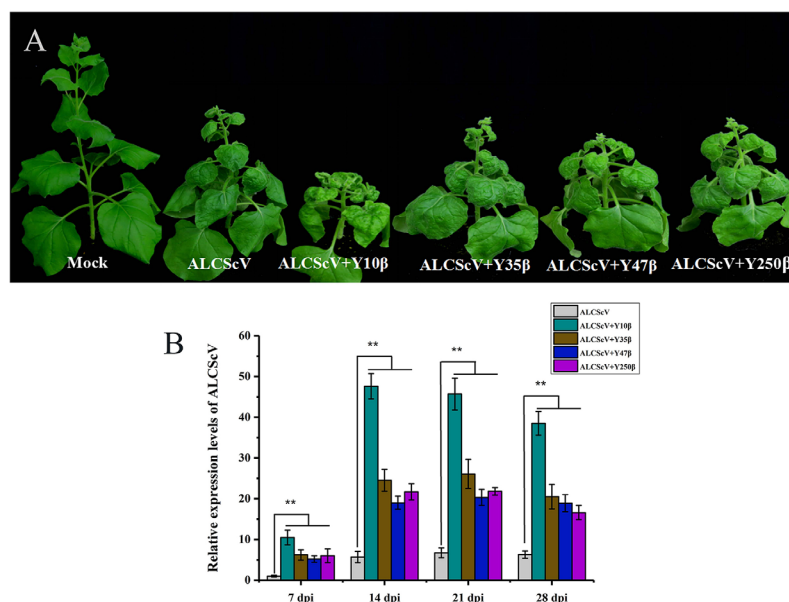 A
Mock
ALCScV
ALCScV+Y10β
ALCScV+Y35β
ALCScV+Y47β
ALCScV+Y250β
B
ALCScV
ALCScV+Y10β
ALCScV+Y35β
ALCScV+Y47β
ALCScV+Y250β
Relative expression levels of ALCScV
60
50
40
30
20
10
0
**
**
**
**
7 dpi
14 dpi
21 dpi
28 dpi